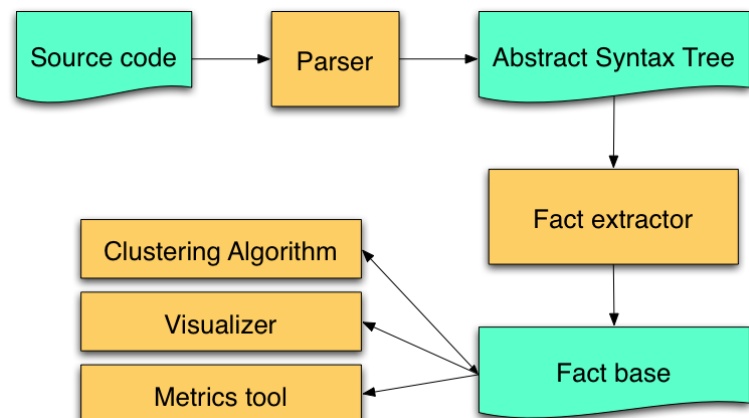 Source code
Parser
Abstract Syntax Tree
Fact extractor
Clustering Algorithm
Visualizer
Fact base
Metrics tool